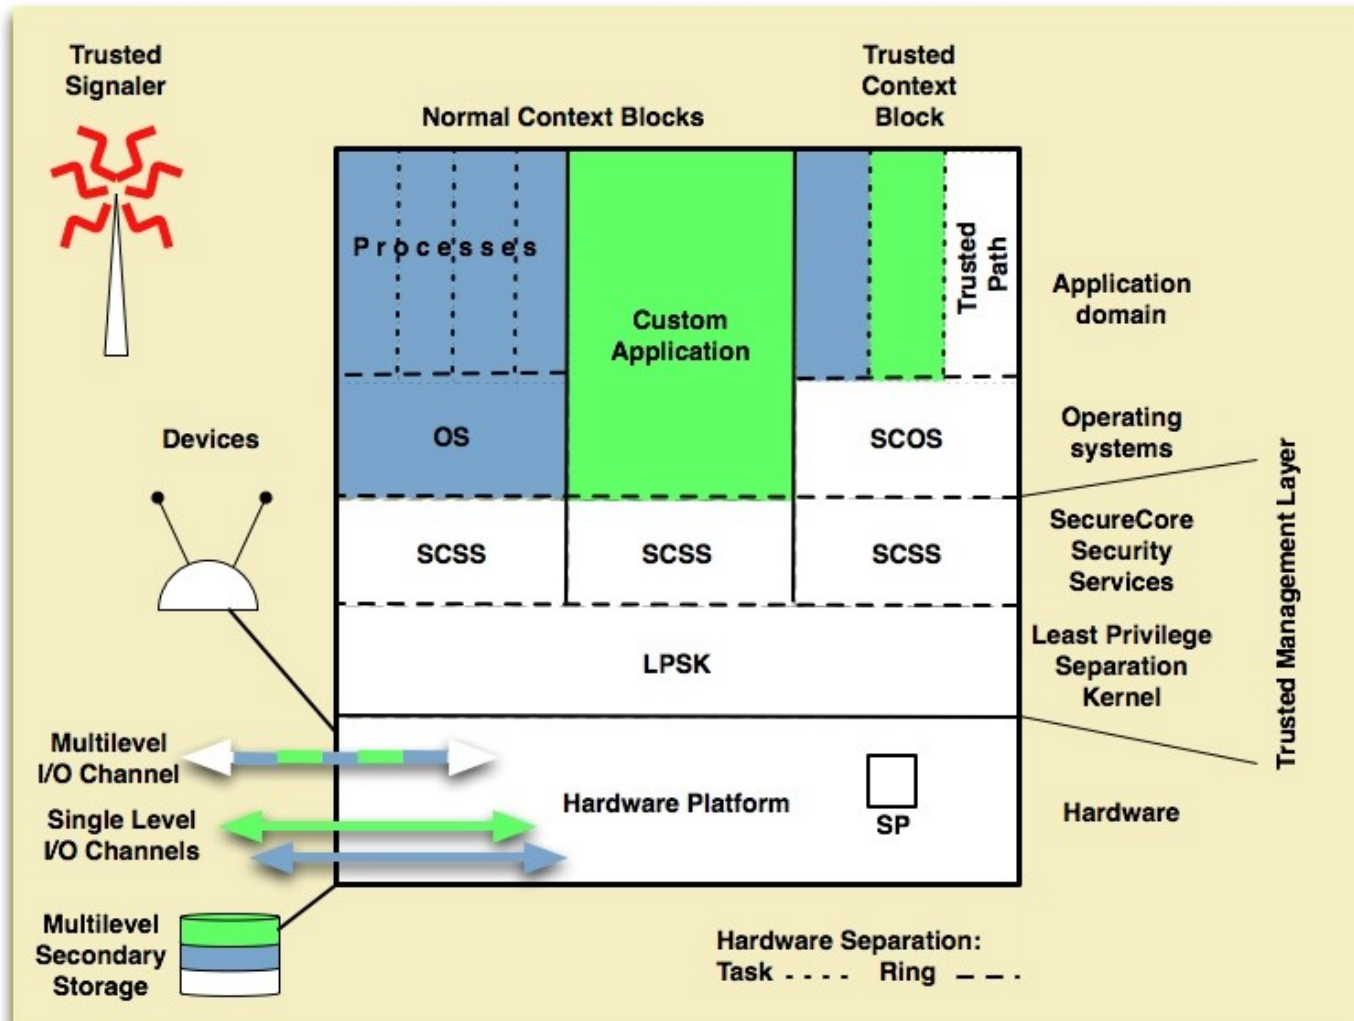 Trusted
Signaler
Normal Context Blocks
Trusted
Context
Block
Processes
Custom
Application
Trusted
Path
Application
domain
Devices
OS
SCOS
Operating
systems
SCSS
SCSS
SCSS
SecureCore
Security
Services
LPSK
Least Privilege
Separation
Kernel
Trusted Management Layer
Multilevel
I/O Channel
Single Level
I/O Channels
Hardware Platform
SP
Hardware
Multilevel
Secondary
Storage
Hardware Separation:
Task - - - - Ring — — —